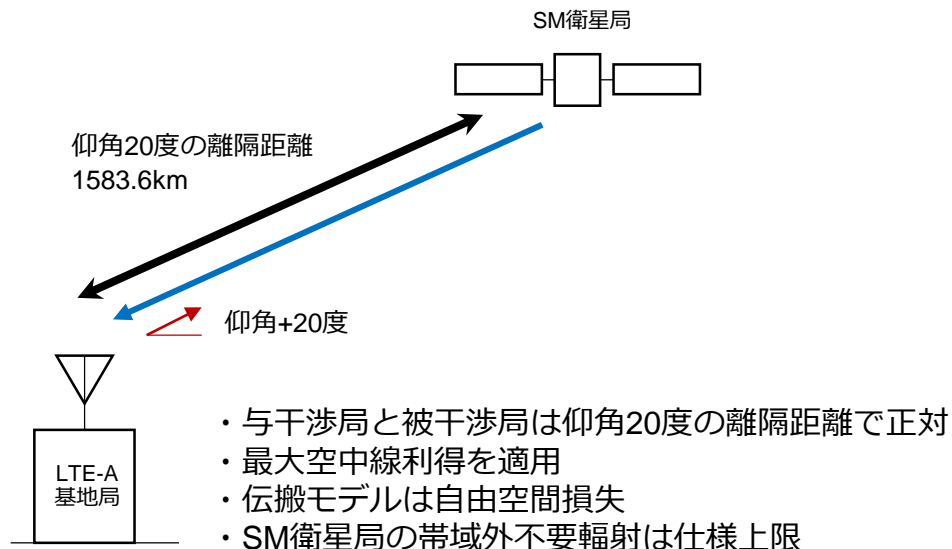 SM衛星局
仰角20度の離隔距離
1583.6km
仰角+20度
LTE-A
基地局
・与干渉局と被干渉局は仰角20度の離隔距離で正対
・最大空中線利得を適用
・伝搬モデルは自由空間損失
・SM衛星局の帯域外不要輻射は仕様上限